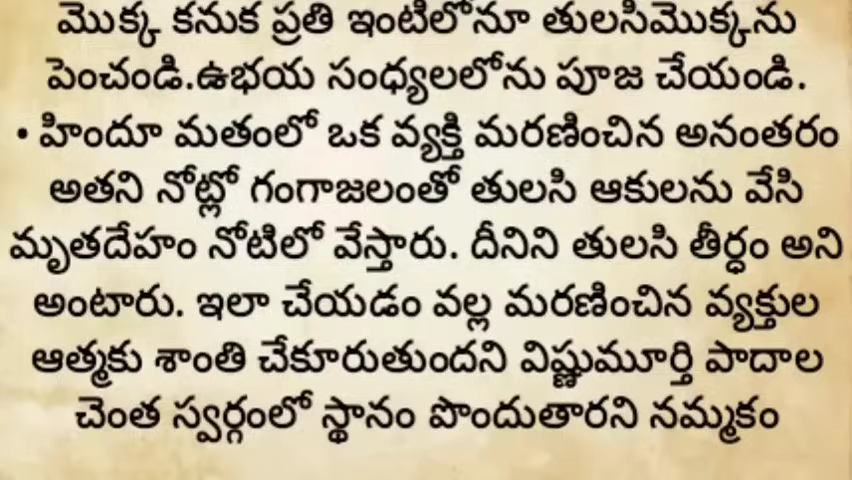 మొక్క కనుక ప్రతి ఇంటిలోనూ తులసిమొక్కను
పెంచండి.ఉభయ సంధ్యలలోను పూజ చేయండి.
• హిందూ మతంలో ఒక వ్యక్తి మరణించిన అనంతరం
అతని నోట్లో గంగాజలంతో తులసి ఆకులను వేసి
మృతదేహం నోటిలో వేస్తారు. దీనిని తులసి తీర్ధం అని
అంటారు. ఇలా చేయడం వల్ల మరణించిన వ్యక్తుల
ఆత్మకు శాంతి చేకూరుతుందని విష్ణుమూర్తి పాదాల
చెంత స్వర్గంలో స్థానం పొందుతారని నమ్మకం